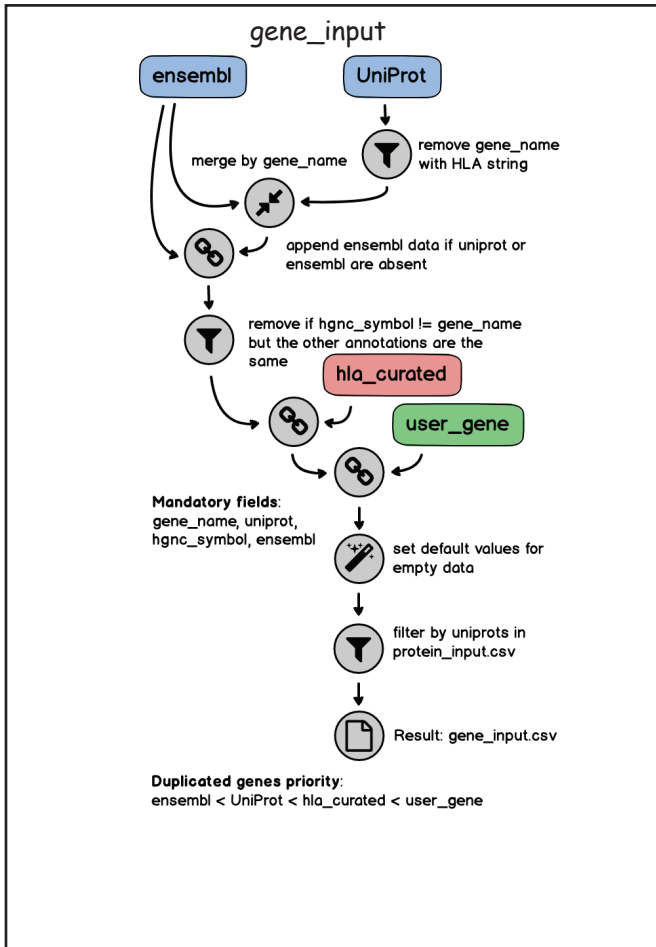 gene_input
ensembl
UniProt
remove gene_name
with HLA string
merge by gene_name
append ensembl data if uniprot or
ensembl are absent
remove if hgnc_symbol != gene_name
but the other annotations are the
same
hla_curated
user_gene
Mandatory fields:
gene_name, uniprot,
hgnc_symbol, ensembl
set default values for
empty data
filter by uniprots in
protein_input.csv
Result: gene_input.csv
Duplicated genes priority:
ensembl < UniProt < hla_curated < user_gene